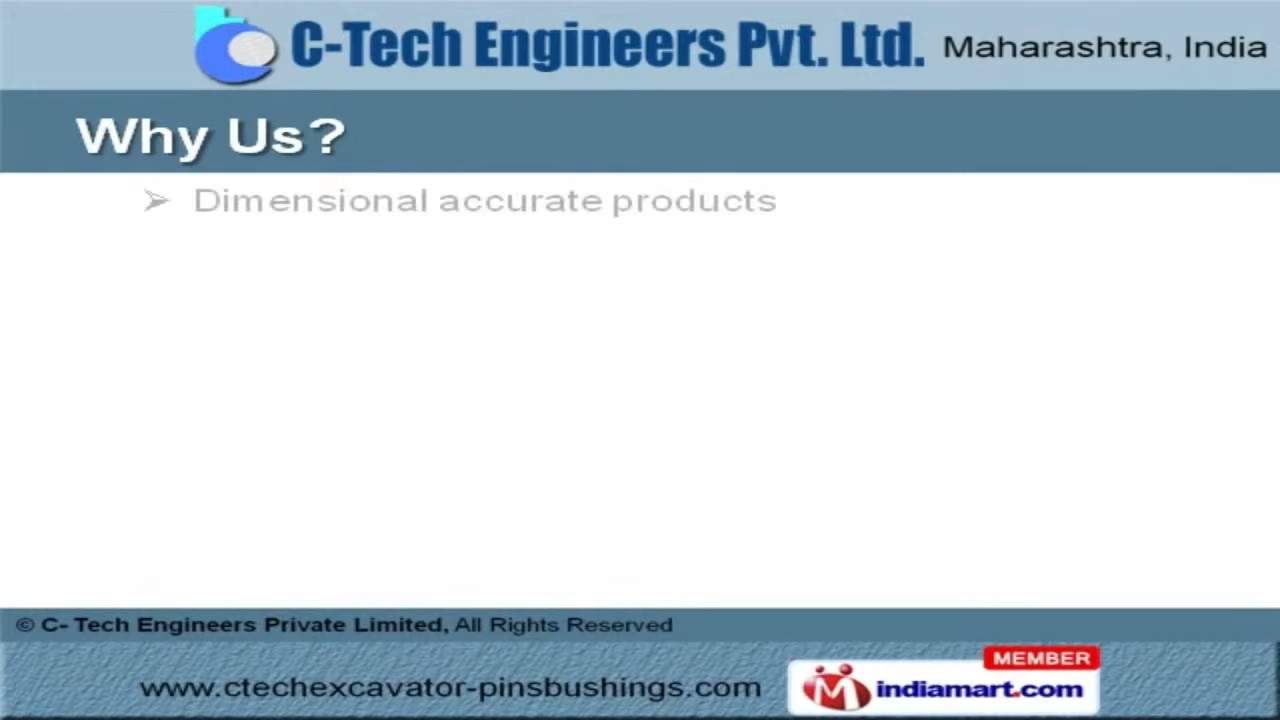 C-Tech Engineers Pvt. Ltd. Maharashtra, India
Why Us?
➢ Dimensional accurate products
© C- Tech Engineers Private Limited, All Rights Reserved
MEMBER
www.ctechexcavator-pinsbushings.com
indiamart.com